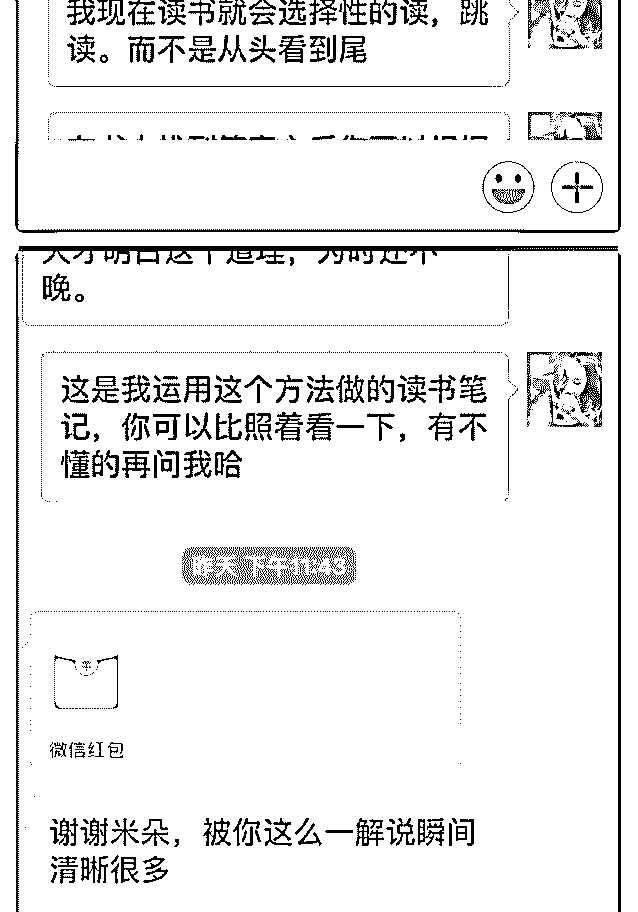 我现在读书就会选择性的读，跳
读。而不是从头看到尾
人才明白这个道理，为时还不
晚。
这是我运用这个方法做的读书笔
记，你可以比照着看一下，有不
懂的再问我哈
昨天 下午11:43
微信红包
谢谢米朵，被你这么一解说瞬间
清晰很多